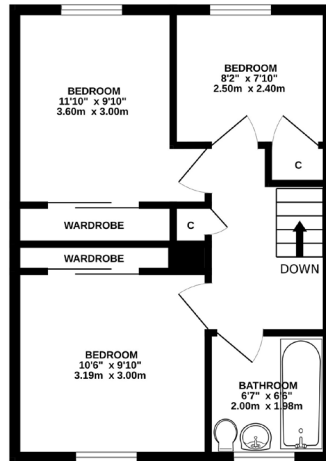 BEDROOM
11'10" x 9'10"
3.60m x 3.00m
BEDROOM
8'2" x 7'10"
2.50m x 2.40m
C
WARDROBE
C
WARDROBE
DOWN
BEDROOM
10'6" x 9'10"
3.19m x 3.00m
BATHROOM
6'7" x 6'6"
2.00m x 1.98m